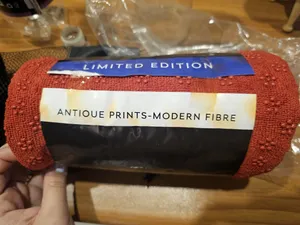 LIMITED EDITION
ANTIQUE PRINTS-MODERN FIBRE